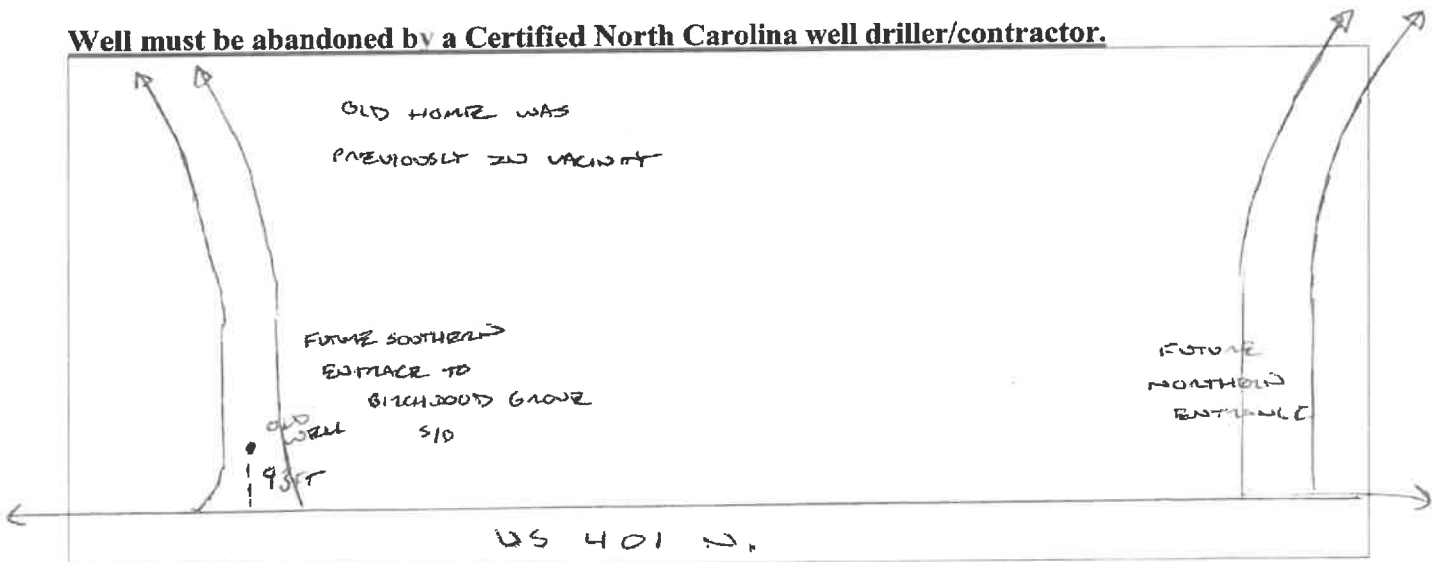 Well must be abandoned by a Certified North Carolina well driller/contractor.
OLD HOME WAS
PREVIOUSLY IN VACINITY
FUTURE SOUTHERN
ENTRACE TO
BIRCHWOOD GROVE
S/D
OLD
WELL
93FT
FUTURE
NORTHERN
ENTRANCE
US 401 N.